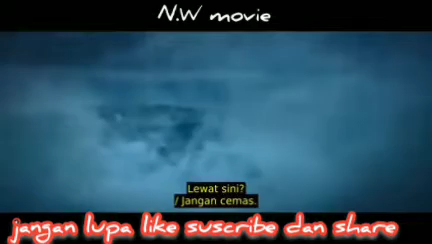 N.W movie
Lewat sini?
/ Jangan cemas.
jangan lupa like suscribe dan share